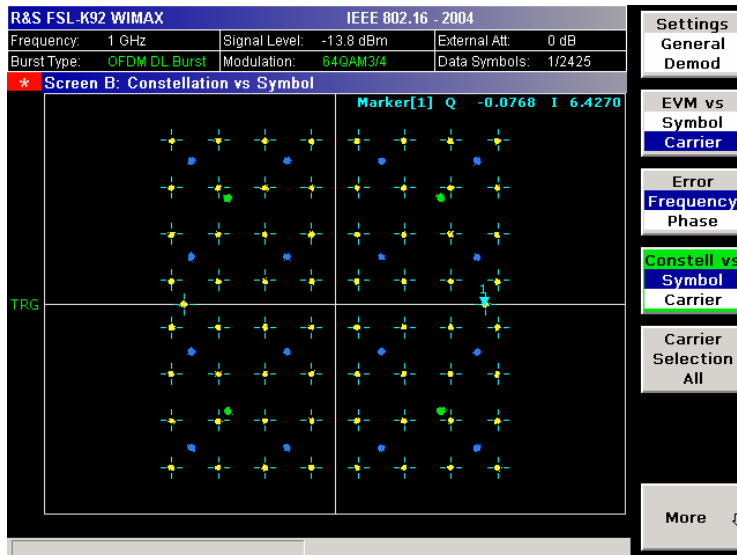 R&S FSL-K92 WIMAX IEEE 802.16 - 2004
Frequency: 1 GHz Signal Level: -13.8 dBm External Att: 0 dB
Burst Type: OFDM DL Burst Modulation: 64QAM3/4 Data Symbols: 1/2425
* Screen B: Constellation vs Symbol
Marker[1] Q -0.0768 I 6.4270
1
TRG
Settings
General
Demod
EVM vs
Symbol
Carrier
Error
Frequency
Phase
Constell vs
Symbol
Carrier
Carrier
Selection
All
More